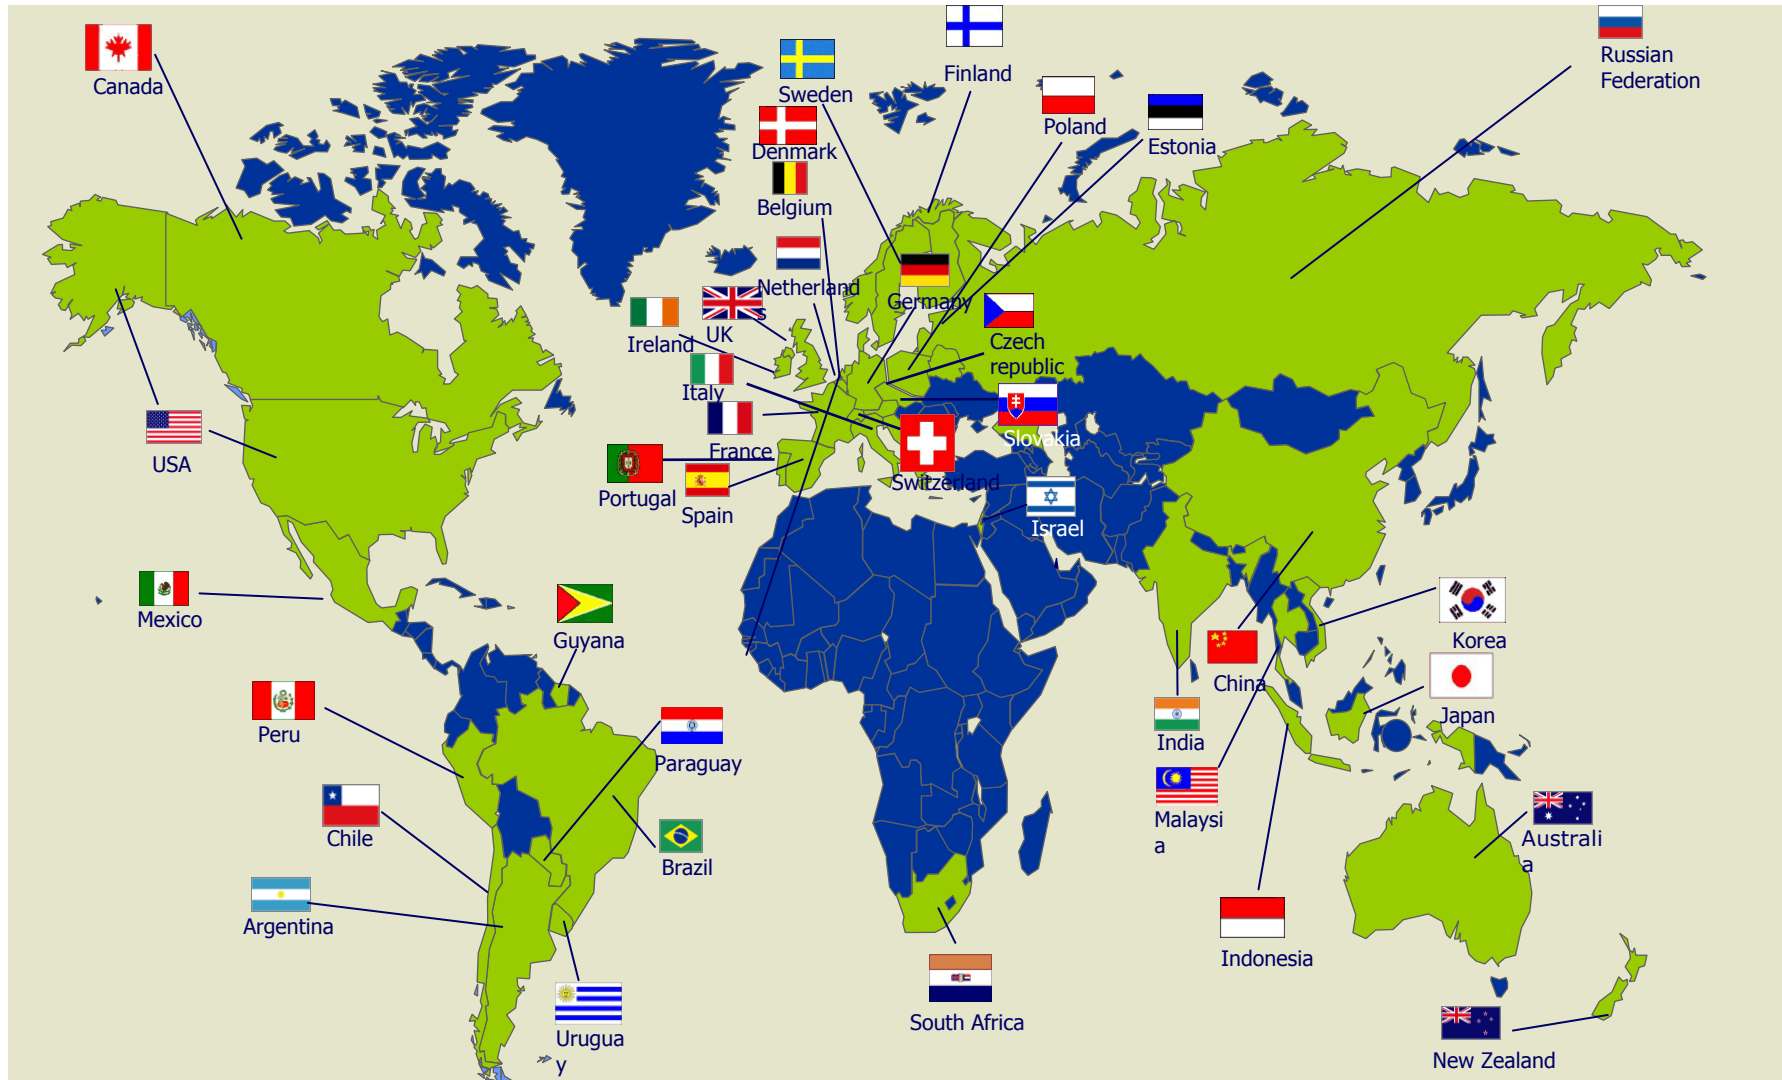 Canada
Sweden
Finland
Russian
Federation
Poland
Estonia
Denmark
Belgium
Netherland
s
Germany
UK
Ireland
Czech
republic
Italy
France
Slovakia
Switzerland
USA
Portugal
Spain
Israel
Mexico
Guyana
Korea
China
Japan
India
Peru
Paraguay
Chile
Brazil
Malaysi
a
Australi
a
Argentina
Indonesia
South Africa
Urugua
y
New Zealand